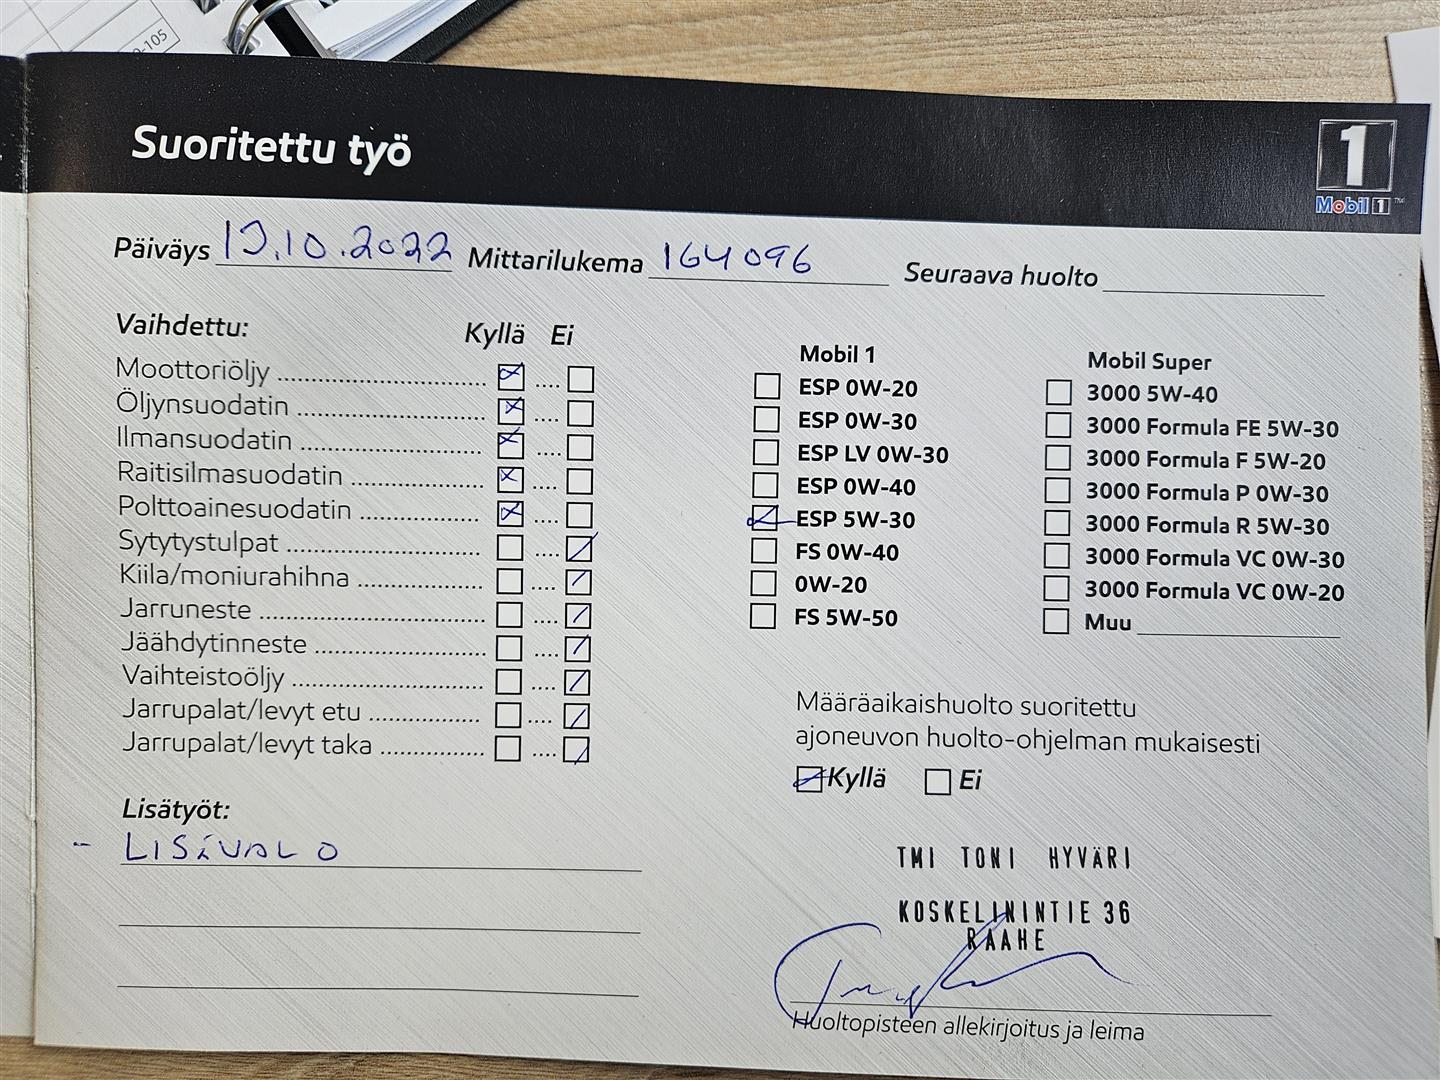 0-105
Suoritettu työ
1
Mobil 1™
Päiväys 19.10.2022 Mittarilukema 164096 Seuraava huolto
Vaihdettu: Kyllä Ei
Moottoriöljy
Öljynsuodatin
Ilmansuodatin
Raitisilmasuodatin
Polttoainesuodatin
Sytytystulpat
Kiila/moniurahihna
Jarruneste
Jäähdytinneste
Vaihteistoöljy
Jarrupalat/levyt etu
Jarrupalat/levyt taka
Lisätyöt:
- LISÄVALO
Mobil 1
ESP 0W-20
ESP 0W-30
ESP LV 0W-30
ESP 0W-40
ESP 5W-30
FS 0W-40
0W-20
FS 5W-50
Mobil Super
3000 5W-40
3000 Formula FE 5W-30
3000 Formula F 5W-20
3000 Formula P 0W-30
3000 Formula R 5W-30
3000 Formula VC 0W-30
3000 Formula VC 0W-20
Muu
Määräaikaishuolto suoritettu
ajoneuvon huolto-ohjelman mukaisesti
Kyllä Ei
TMI TONI HYVÄRI
KOSKELININTIE 36
RAAHE
Huoltopisteen allekirjoitus ja leima